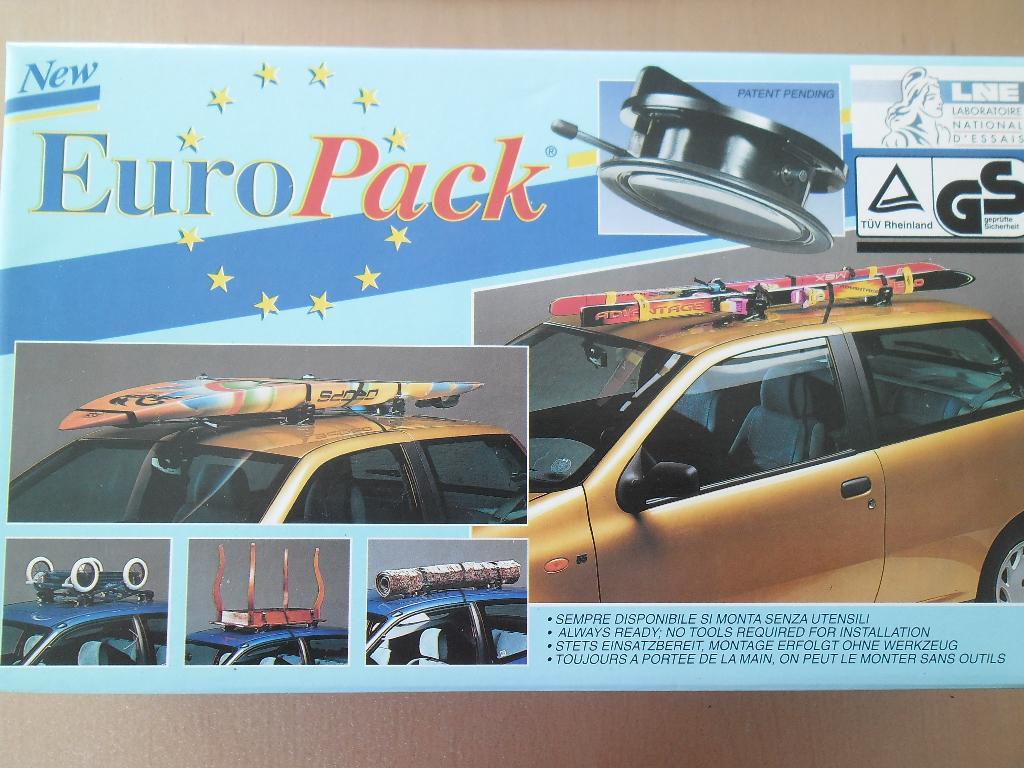 New
EuroPack®
PATENT PENDING
LNE
LABORATOIRE
NATIONAL
D'ESSAIS
TÜV Rheinland
GS
geprüfte
Sicherheit
ADVANTAGE
• SEMPRE DISPONIBILE SI MONTA SENZA UTENSILI
• ALWAYS READY; NO TOOLS REQUIRED FOR INSTALLATION
• STETS EINSATZBEREIT, MONTAGE ERFOLGT OHNE WERKZEUG
• TOUJOURS A PORTEE DE LA MAIN, ON PEUT LE MONTER SANS OUTILS